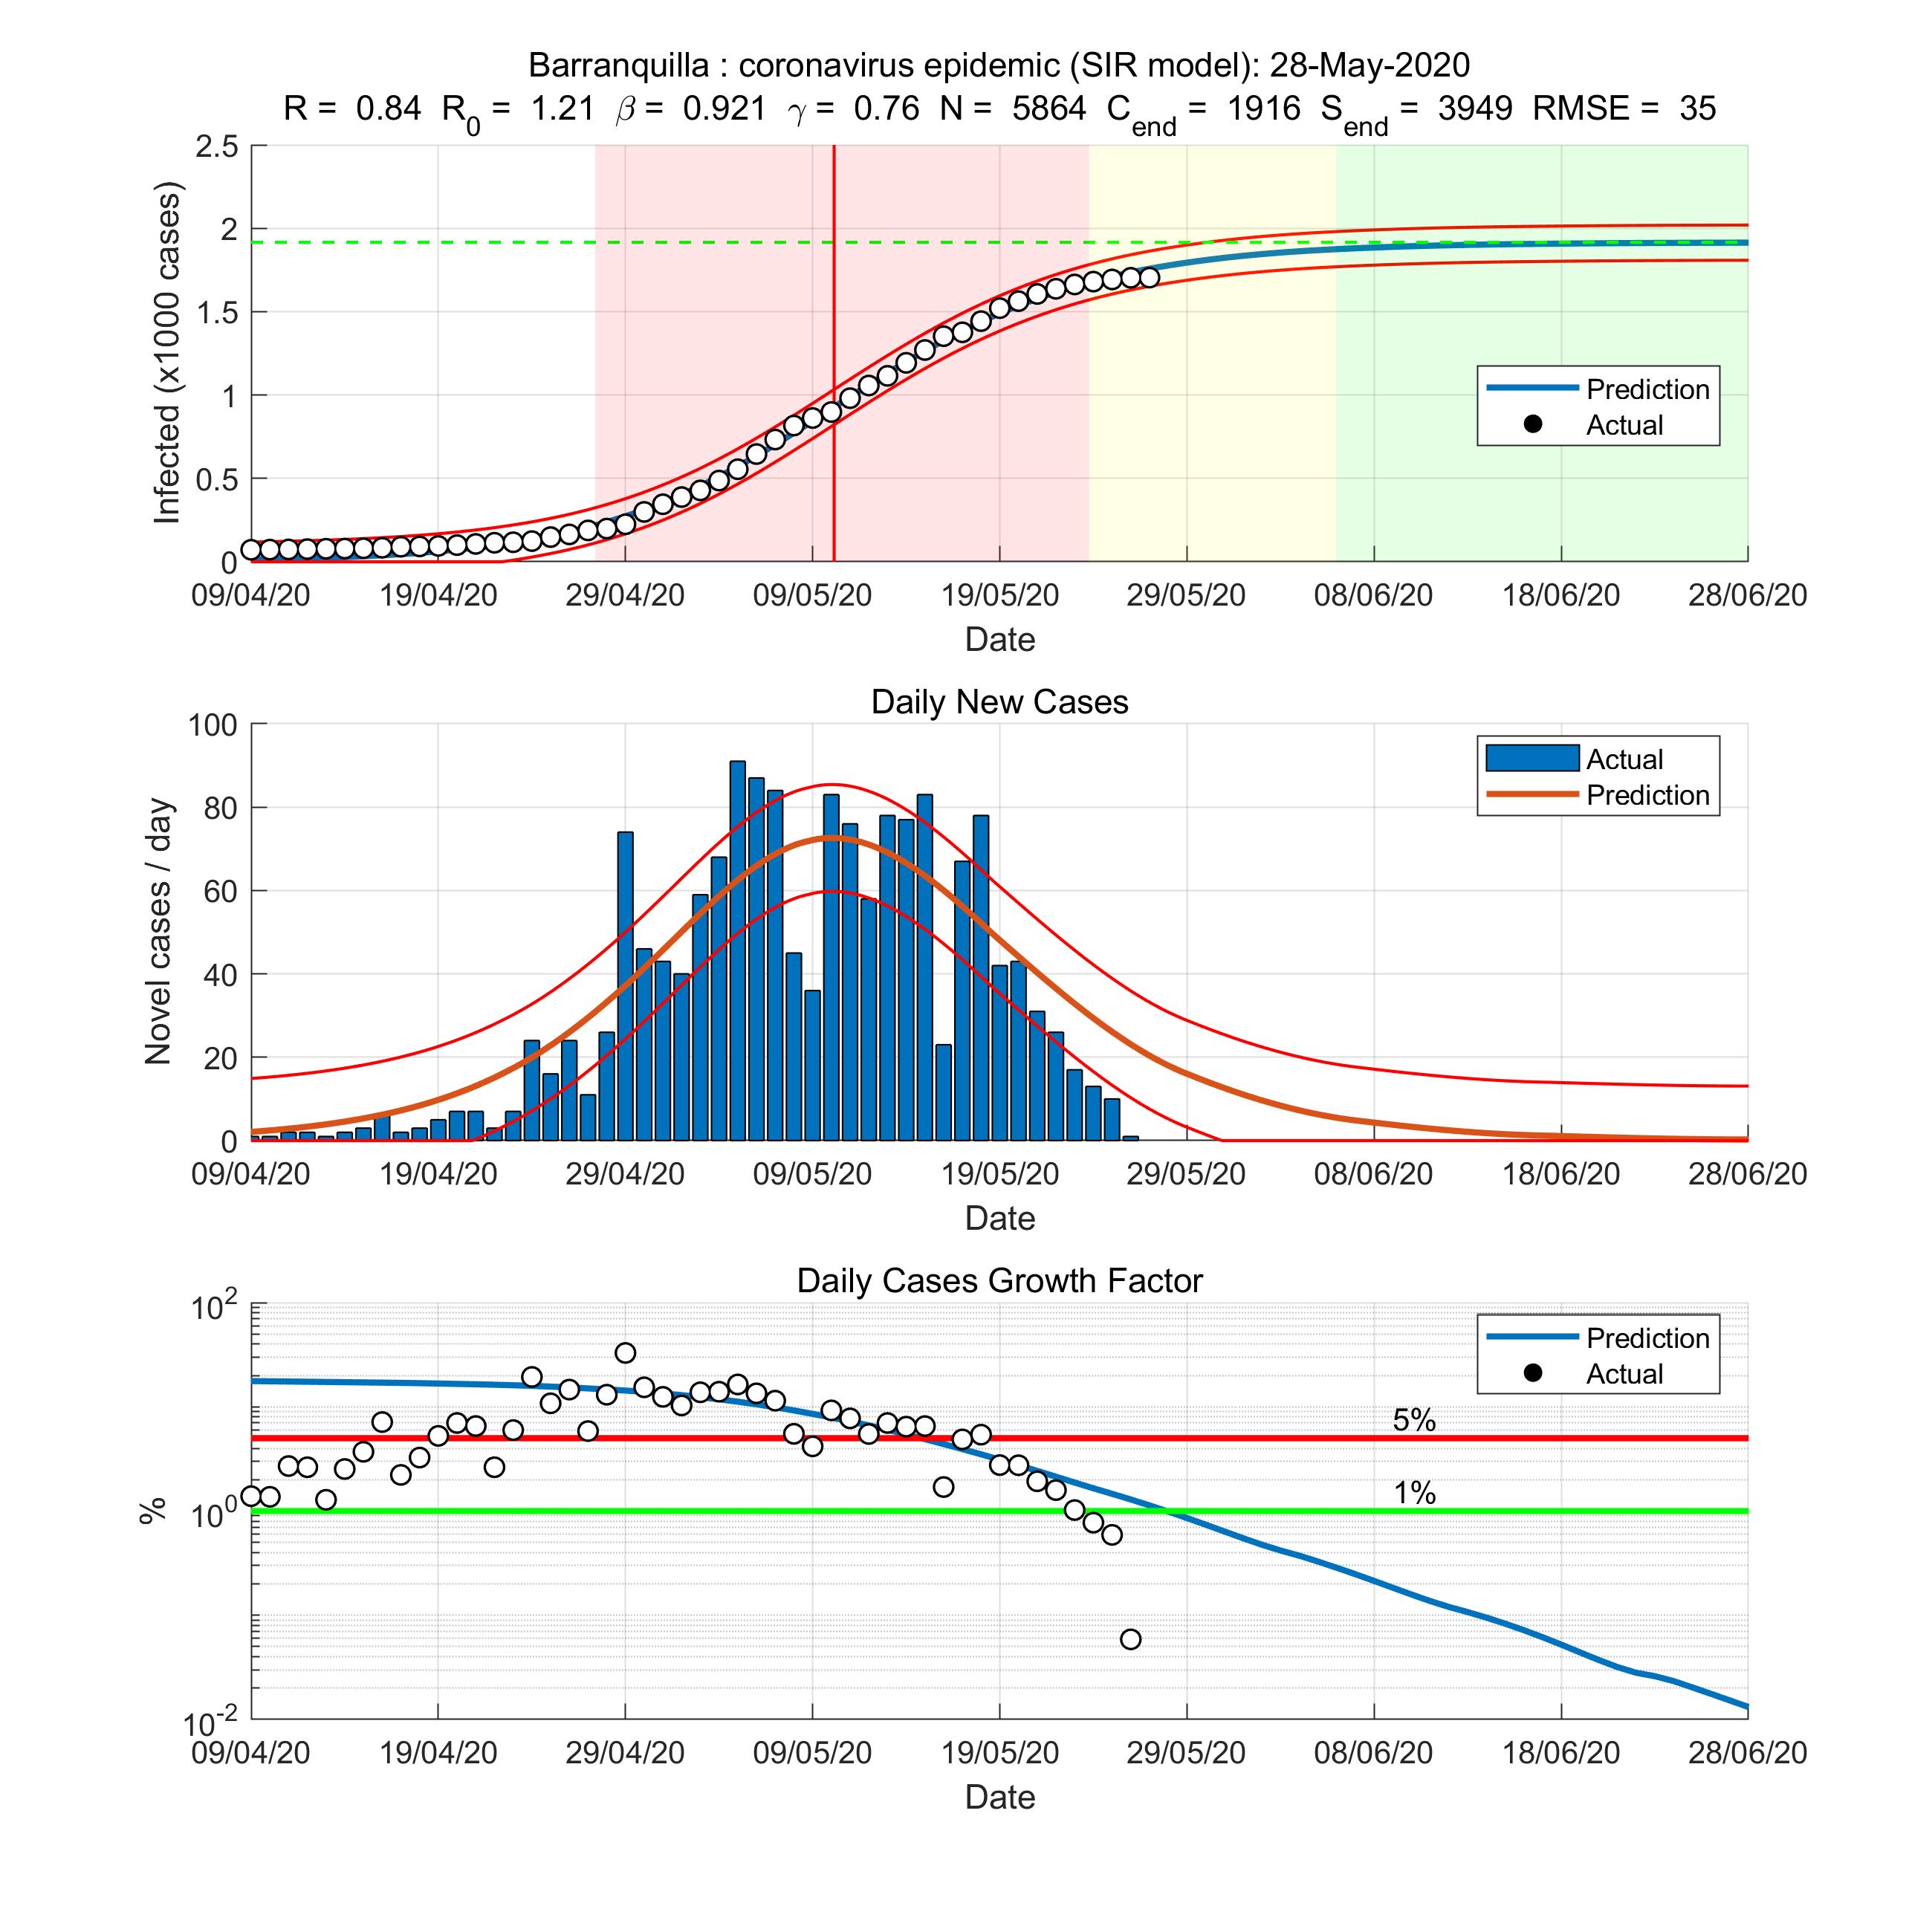 Barranquilla : coronavirus epidemic (SIR model): 28-May-2020
R = 0.84 R0 = 1.21 β = 0.921 γ = 0.76 N = 5864 Cend = 1916 Send = 3949 RMSE = 35
Infected (x1000 cases)
2.5
2
1.5
1
0.5
0
Prediction
Actual
09/04/20 19/04/20 29/04/20 09/05/20 19/05/20 29/05/20 08/06/20 18/06/20 28/06/20
Date
Daily New Cases
Novel cases / day
100
80
60
40
20
0
Actual
Prediction
09/04/20 19/04/20 29/04/20 09/05/20 19/05/20 29/05/20 08/06/20 18/06/20 28/06/20
Date
Daily Cases Growth Factor
%
10^2
10^0
10^-2
Prediction
Actual
5%
1%
09/04/20 19/04/20 29/04/20 09/05/20 19/05/20 29/05/20 08/06/20 18/06/20 28/06/20
Date